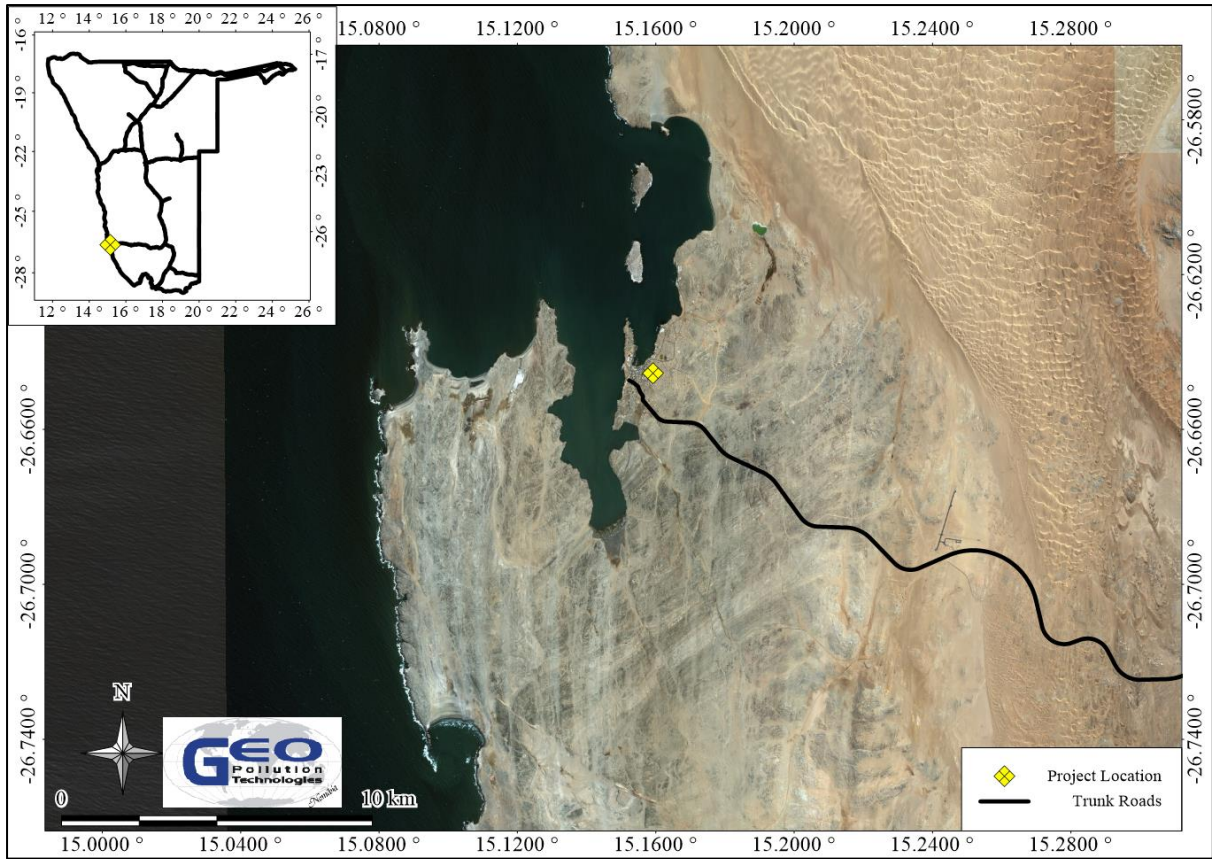 12 ° 14 ° 16 ° 18 ° 20 ° 22 ° 24 ° 26 °
-16 °
-19 °
-22 °
-25 °
-28 °
-17 °
-20 °
-23 °
-26 °
12 ° 14 ° 16 ° 18 ° 20 ° 22 ° 24 ° 26 °
15.0800 ° 15.1200 ° 15.1600 ° 15.2000 ° 15.2400 ° 15.2800 °
-26.5800 °
-26.6200 °
-26.6600 °
-26.7000 °
-26.7400 °
-26.6600 °
-26.7000 °
-26.7400 °
N
GEO
Pollution
Technologies
Namibia
0 10 km
Project Location
Trunk Roads
15.0000 ° 15.0400 ° 15.0800 ° 15.1200 ° 15.1600 ° 15.2000 ° 15.2400 ° 15.2800 °